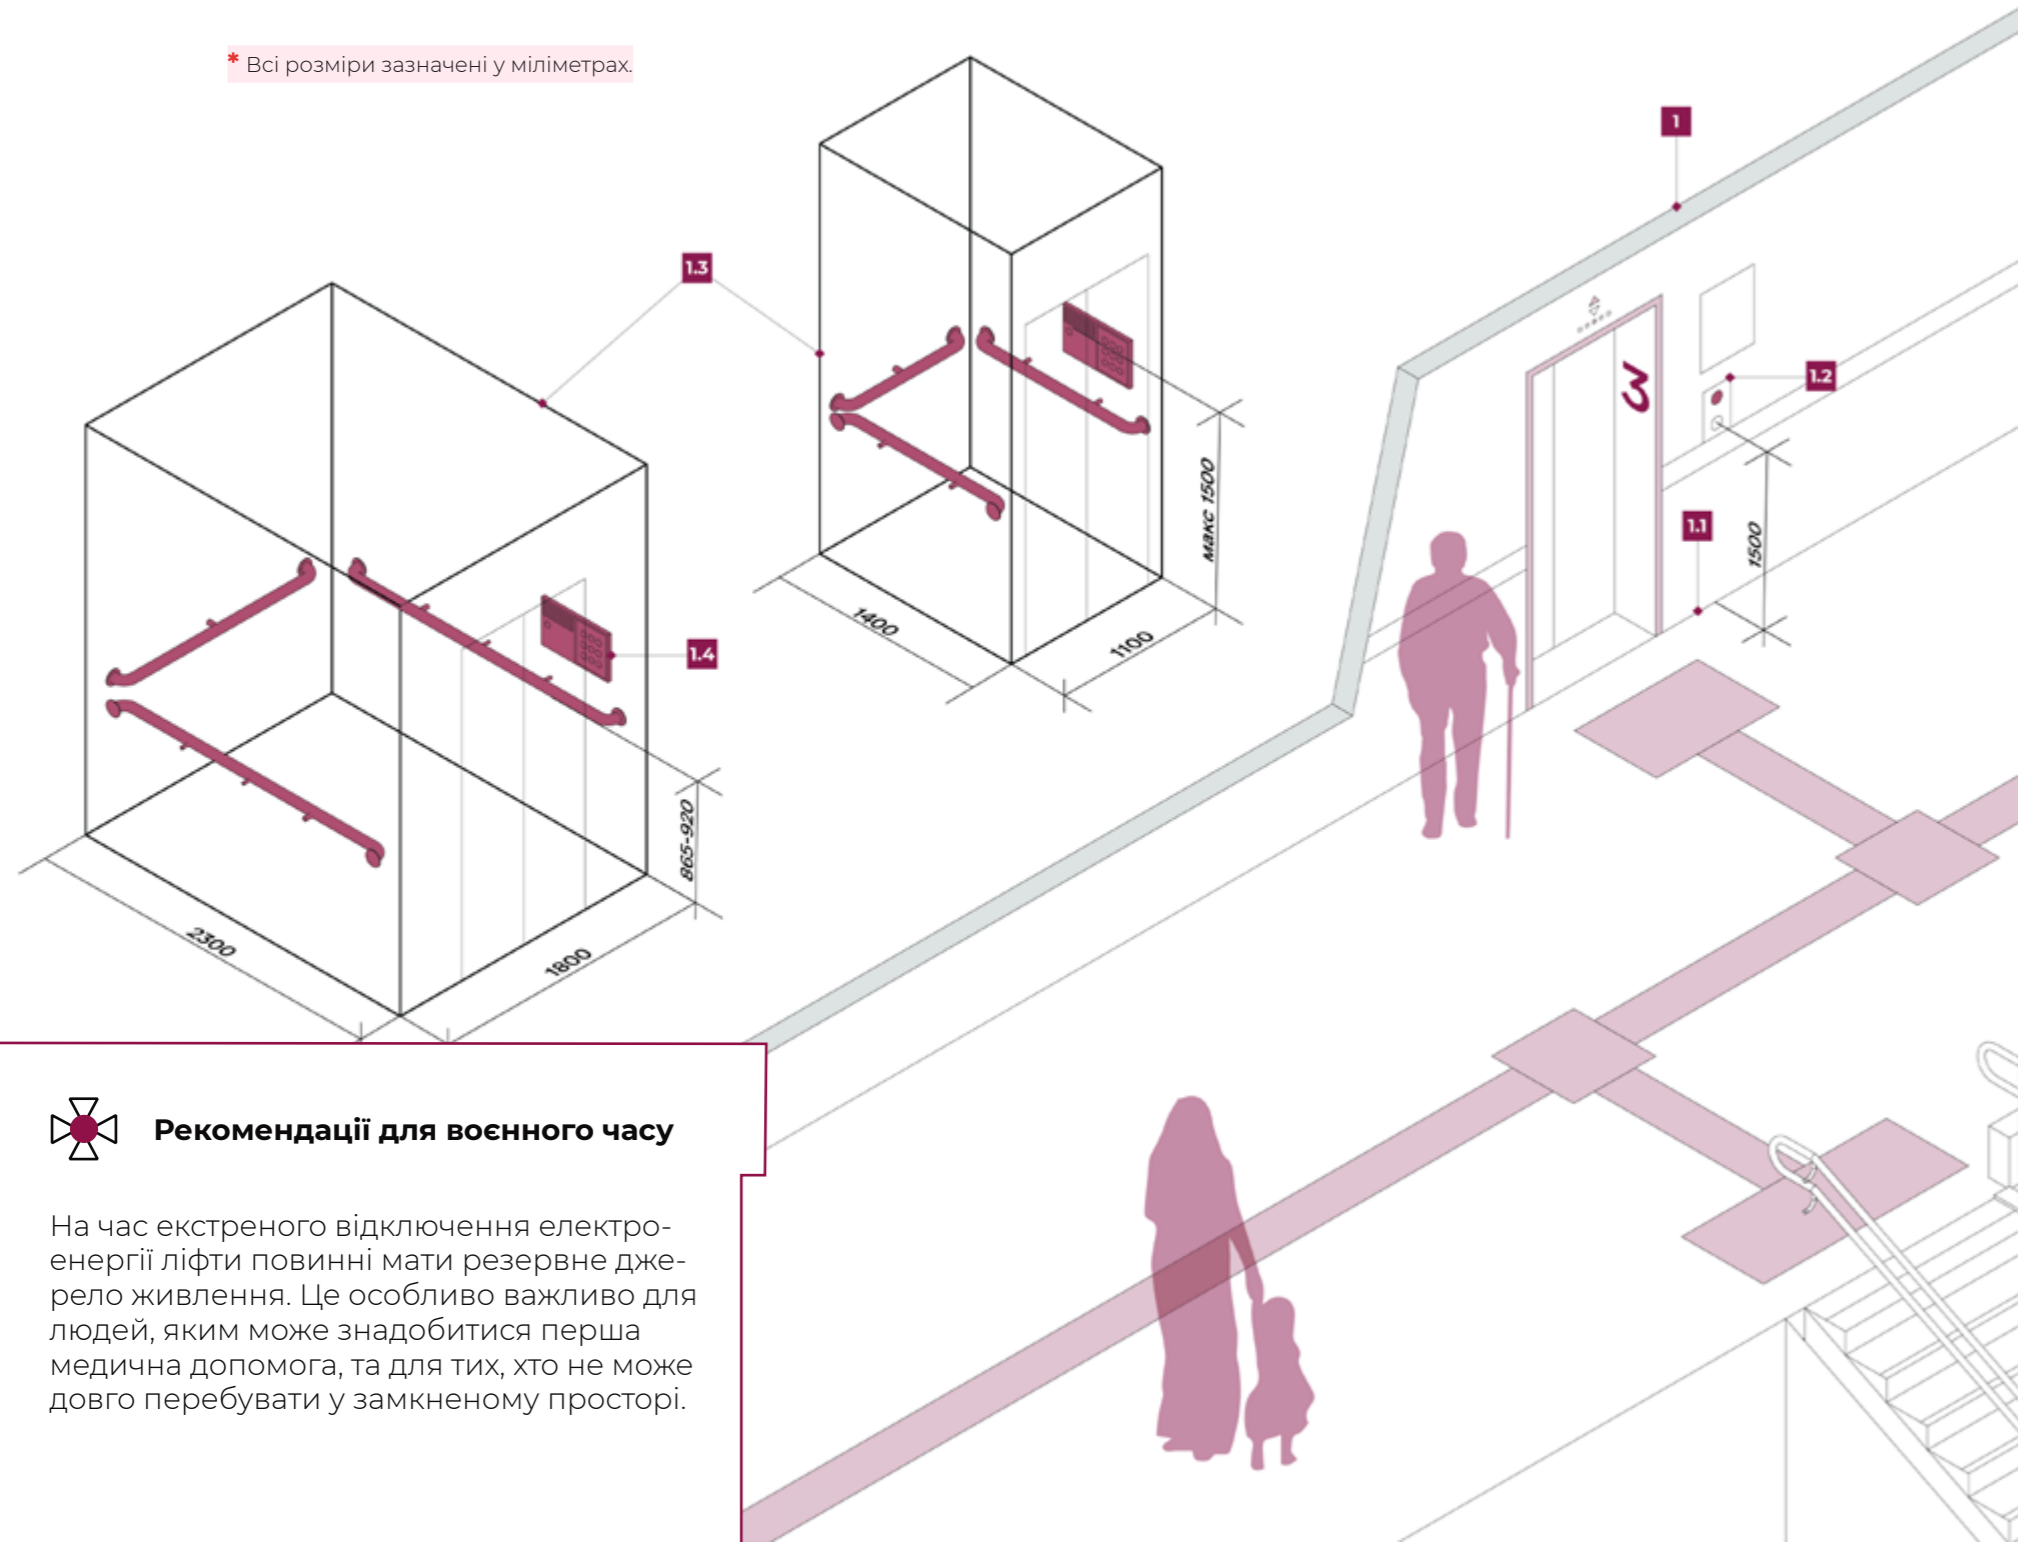 * Всі розміри зазначені у міліметрах.
1
1.3
1.2
3
1.1
1500
макс 1500
1400
1100
1.4
865-920
2300
1800
Рекомендації для воєнного часу
На час екстреного відключення електро-
енергії ліфти повинні мати резервне дже-
рело живлення. Це особливо важливо для
людей, яким може знадобитися перша
медична допомога, та для тих, хто не може
довго перебувати у замкненому просторі.